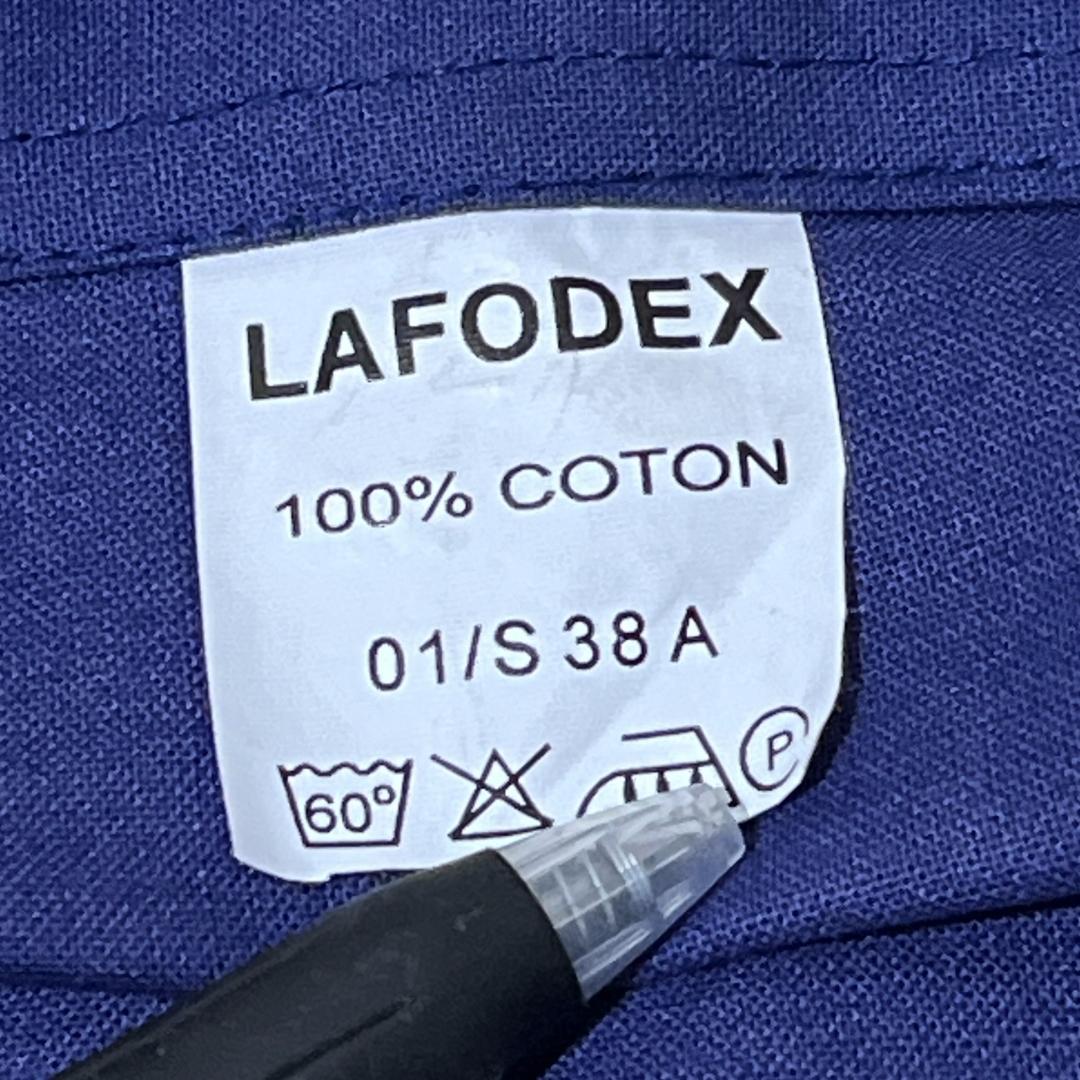 LAFODEX
100% COTON
01/S 38 A
60° P